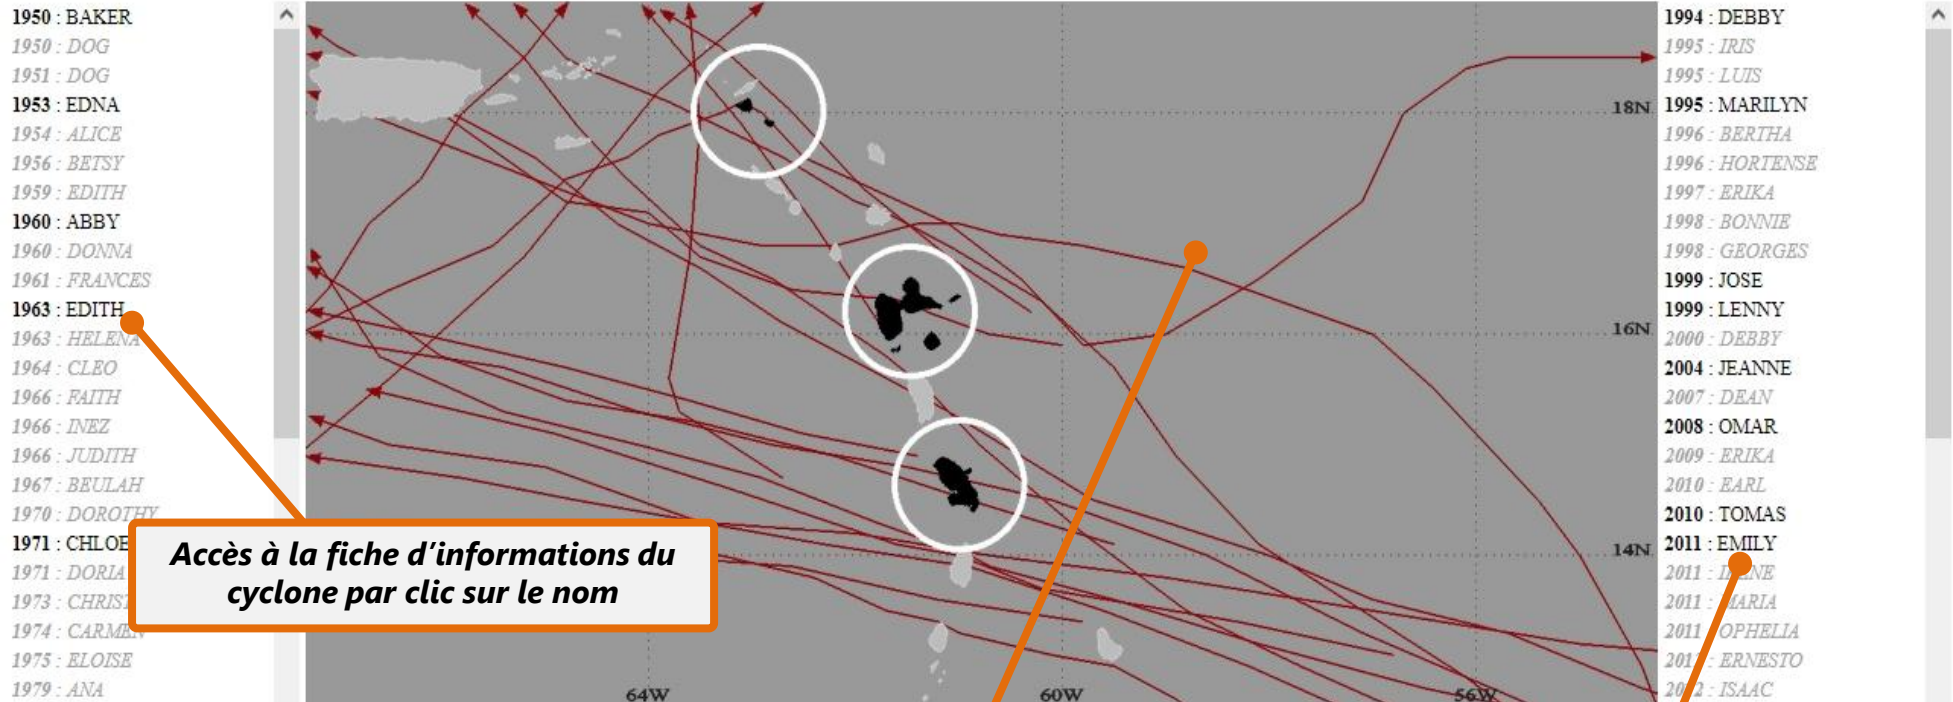 1950 : BAKER
1950 : DOG
1951 : DOG
1953 : EDNA
1954 : ALICE
1956 : BETSY
1959 : EDITH
1960 : ABBY
1960 : DONNA
1961 : FRANCES
1963 : EDITH
1963 : HELENA
1964 : CLEO
1966 : FAITH
1966 : INEZ
1966 : JUDITH
1967 : BEULAH
1970 : DOROTHY
1971 : CHLOE
1971 : DORIA
1973 : CHRIST
1974 : CARMEN
1975 : ELOISE
1979 : ANA
Accès à la fiche d'informations du
cyclone par clic sur le nom
18N
16N
14N
64W
60W
56W
1994 : DEBBY
1995 : IRIS
1995 : LUIS
1995 : MARILYN
1996 : BERTHA
1996 : HORTENSE
1997 : ERIKA
1998 : BONNIE
1998 : GEORGES
1999 : JOSE
1999 : LENNY
2000 : DEBBY
2004 : JEANNE
2007 : DEAN
2008 : OMAR
2009 : ERIKA
2010 : EARL
2010 : TOMAS
2011 : EMILY
2011 :
2011 : MARIA
2011 : OPHELIA
: ERNESTO
: ISAAC